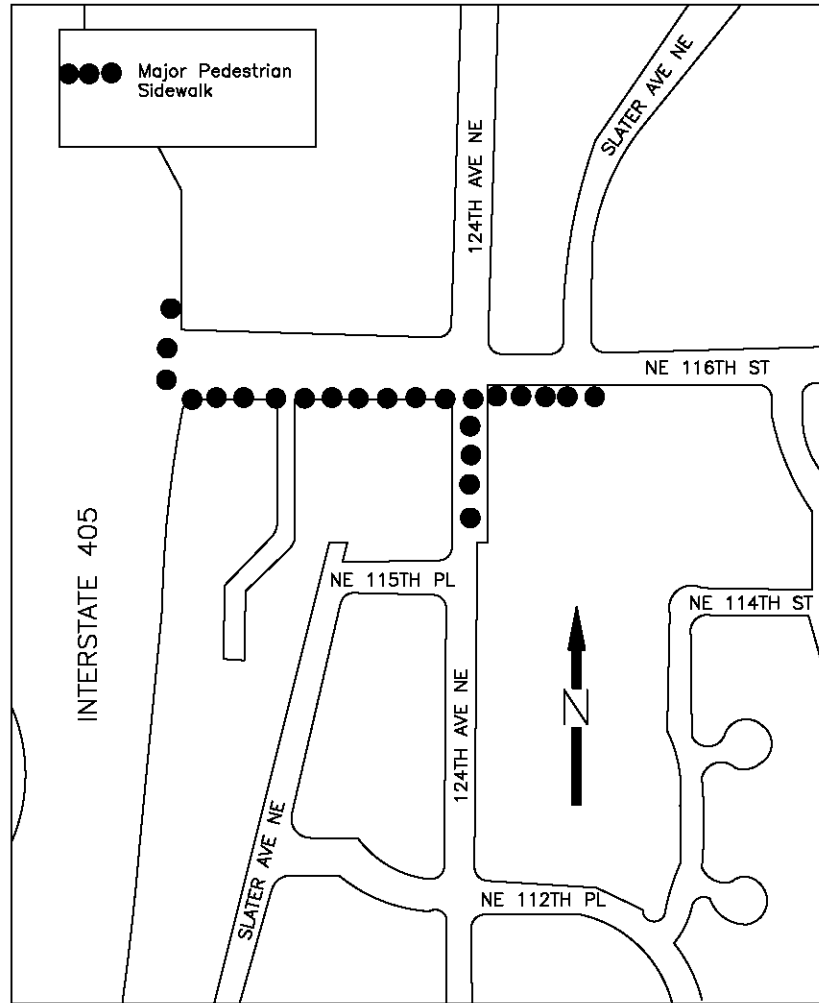 Major Pedestrian
Sidewalk
124TH AVE NE
SLATER AVE NE
NE 116TH ST
INTERSTATE 405
NE 115TH PL
NE 114TH ST
124TH AVE NE
N
SLATER AVE NE
NE 112TH PL